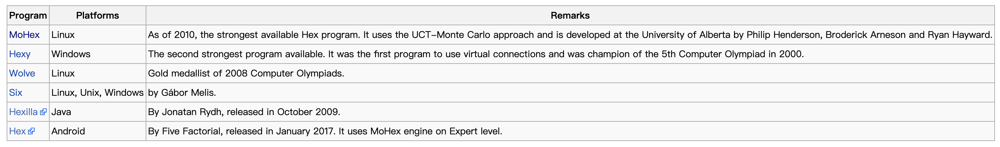 Program Platforms Remarks
MoHex Linux As of 2010, the strongest available Hex program. It uses the UCT–Monte Carlo approach and is developed at the University of Alberta by Philip Henderson, Broderick Arneson and Ryan Hayward.
Hexy Windows The second strongest program available. It was the first program to use virtual connections and was champion of the 5th Computer Olympiad in 2000.
Wolve Linux Gold medallist of 2008 Computer Olympiads.
Six Linux, Unix, Windows by Gábor Melis.
Hexilla Java By Jonatan Rydh, released in October 2009.
Hex Android By Five Factorial, released in January 2017. It uses MoHex engine on Expert level.